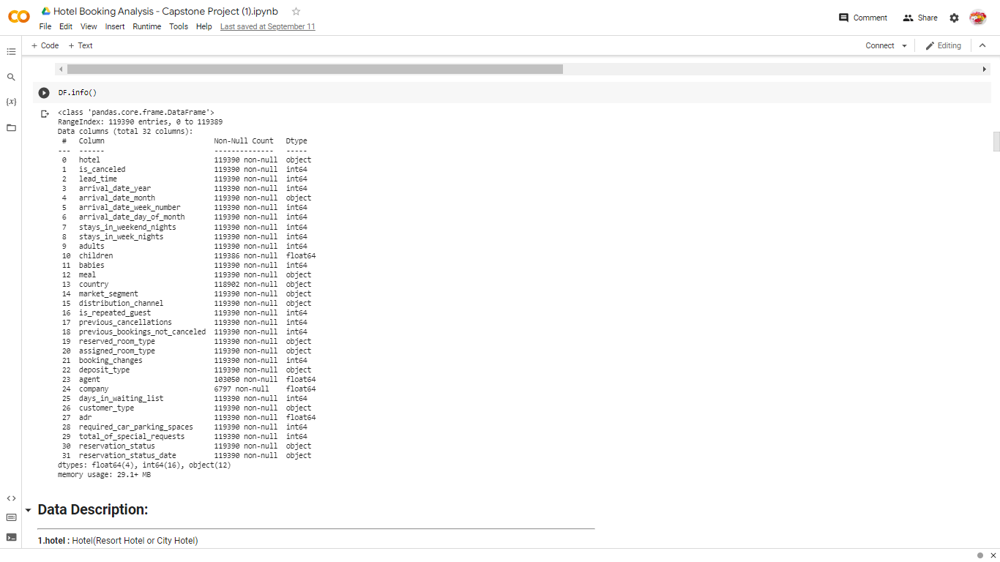 Hotel Booking Analysis - Capstone Project (1).ipynb
Comment Share
File Edit View Insert Runtime Tools Help Last saved at September 11
+ Code + Text
Connect Editing
{x}
DF.info()
<class 'pandas.core.frame.DataFrame'>
RangeIndex: 119390 entries, 0 to 119389
Data columns (total 32 columns):
 #   Column                          Non-Null Count   Dtype
---  ------                          --------------   -----
 0   hotel                           119390 non-null  object
 1   is_canceled                     119390 non-null  int64
 2   lead_time                       119390 non-null  int64
 3   arrival_date_year               119390 non-null  int64
 4   arrival_date_month              119390 non-null  object
 5   arrival_date_week_number        119390 non-null  int64
 6   arrival_date_day_of_month       119390 non-null  int64
 7   stays_in_weekend_nights         119390 non-null  int64
 8   stays_in_week_nights            119390 non-null  int64
 9   adults                          119390 non-null  int64
 10  children                        119386 non-null  float64
 11  babies                          119390 non-null  int64
 12  meal                            119390 non-null  object
 13  country                         118902 non-null  object
 14  market_segment                  119390 non-null  object
 15  distribution_channel            119390 non-null  object
 16  is_repeated_guest               119390 non-null  int64
 17  previous_cancellations          119390 non-null  int64
 18  previous_bookings_not_canceled  119390 non-null  int64
 19  reserved_room_type              119390 non-null  object
 20  assigned_room_type              119390 non-null  object
 21  booking_changes                 119390 non-null  int64
 22  deposit_type                    119390 non-null  object
 23  agent                           103050 non-null  float64
 24  company                         6797 non-null    float64
 25  days_in_waiting_list            119390 non-null  int64
 26  customer_type                   119390 non-null  object
 27  adr                             119390 non-null  float64
 28  required_car_parking_spaces     119390 non-null  int64
 29  total_of_special_requests       119390 non-null  int64
 30  reservation_status              119390 non-null  object
 31  reservation_status_date         119390 non-null  object
dtypes: float64(4), int64(16), object(12)
memory usage: 29.1+ MB
Data Description:
1.hotel : Hotel(Resort Hotel or City Hotel)